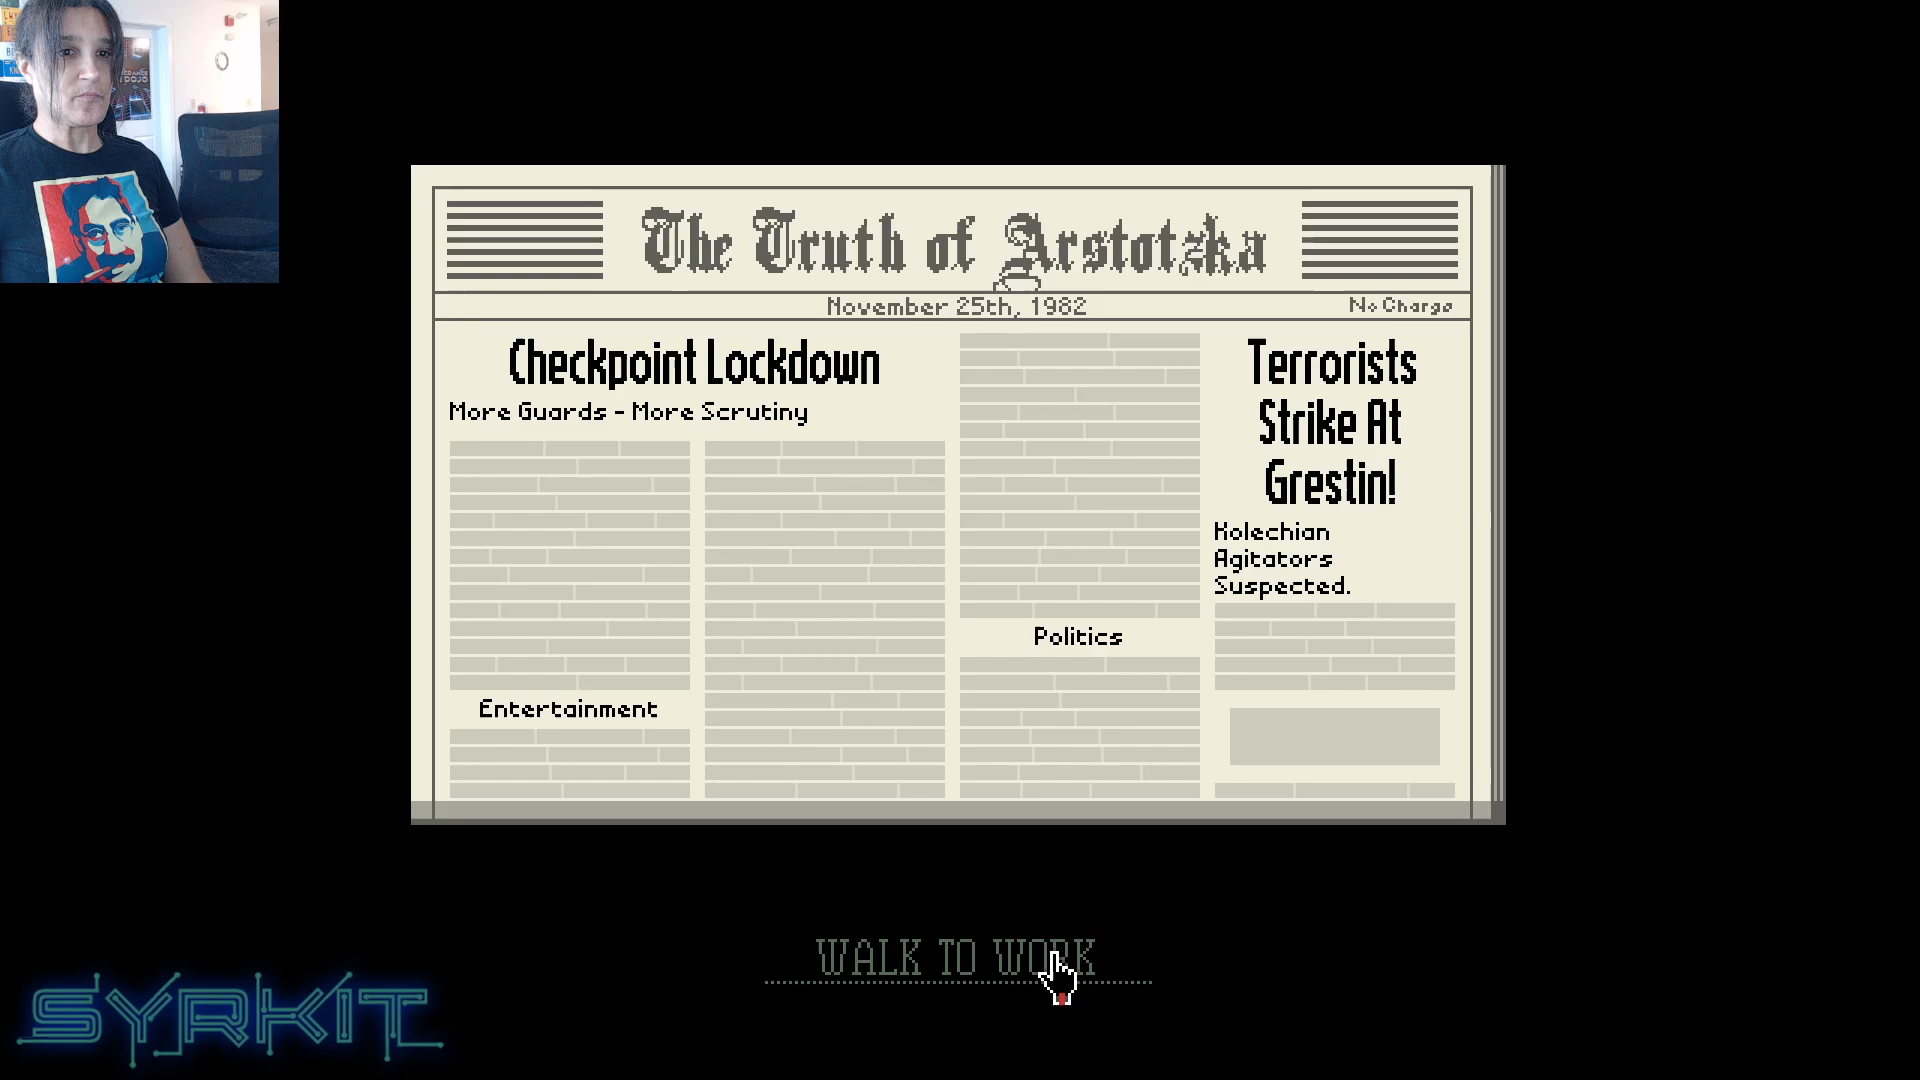 The Truth of Arstotzka
November 25th, 1982
No Charge
Checkpoint Lockdown
More Guards - More Scrutiny
Entertainment
Politics
Terrorists
Strike At
Grestin!
Kolechian
Agitators
Suspected.
WALK TO WORK
SYRKIT